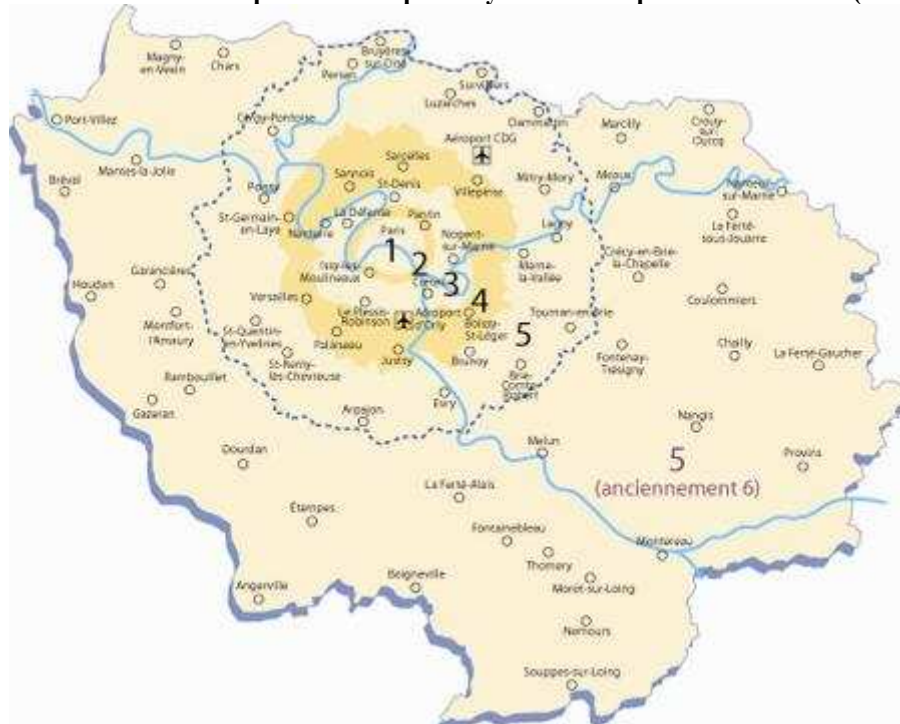 Magny-
en-Vexin
Chars
Persan
Bruyères
sur-Oise
Survilliers
Luzarches
Port-Villez
Cergy-Pontoise
Dammartin
Marcilly
Crouy-
sur-
l'Ourcq
Aéroport CDG
Mantes-la-Jolie
Sarcelles
Bréval
Sannois
St-Denis
Villepinte
Mitry-Mory
Meaux
Nanteuil
sur-Marne
Poissy
St-Germain-
en-Laye
La Défense
Nanterre
Paris
Pantin
Lagny
La Ferté-
sous-Jouarre
Nogent-
sur-Marne
1
2
3
4
5
Marne-
la-Vallée
Crécy-en-Brie-
la-Chapelle
Garancières
Issy-les-
Moulineaux
Créteil
Houdan
Versailles
Coulommiers
Le Plessis-
Robinson
Aéroport
d'Orly
Boissy-
St-Léger
Tournan-en-Brie
Montfort-
l'Amaury
St-Quentin-
en-Yvelines
Palaiseau
Juvisy
Brunoy
Fontenay-
Trésigny
Chailly
La Ferté-Gaucher
St-Remy-
lès-Chevreuse
Brie-
Comte-
Robert
Rambouillet
Gazeran
Evry
Arpajon
Nangis
Dourdan
Melun
5
(anciennement 6)
Provins
La Ferté-Alais
Étampes
Fontainebleau
Thomery
Montereau
Angerville
Boigneville
Moret-sur-Loing
Nemours
Souppes-sur-Loing